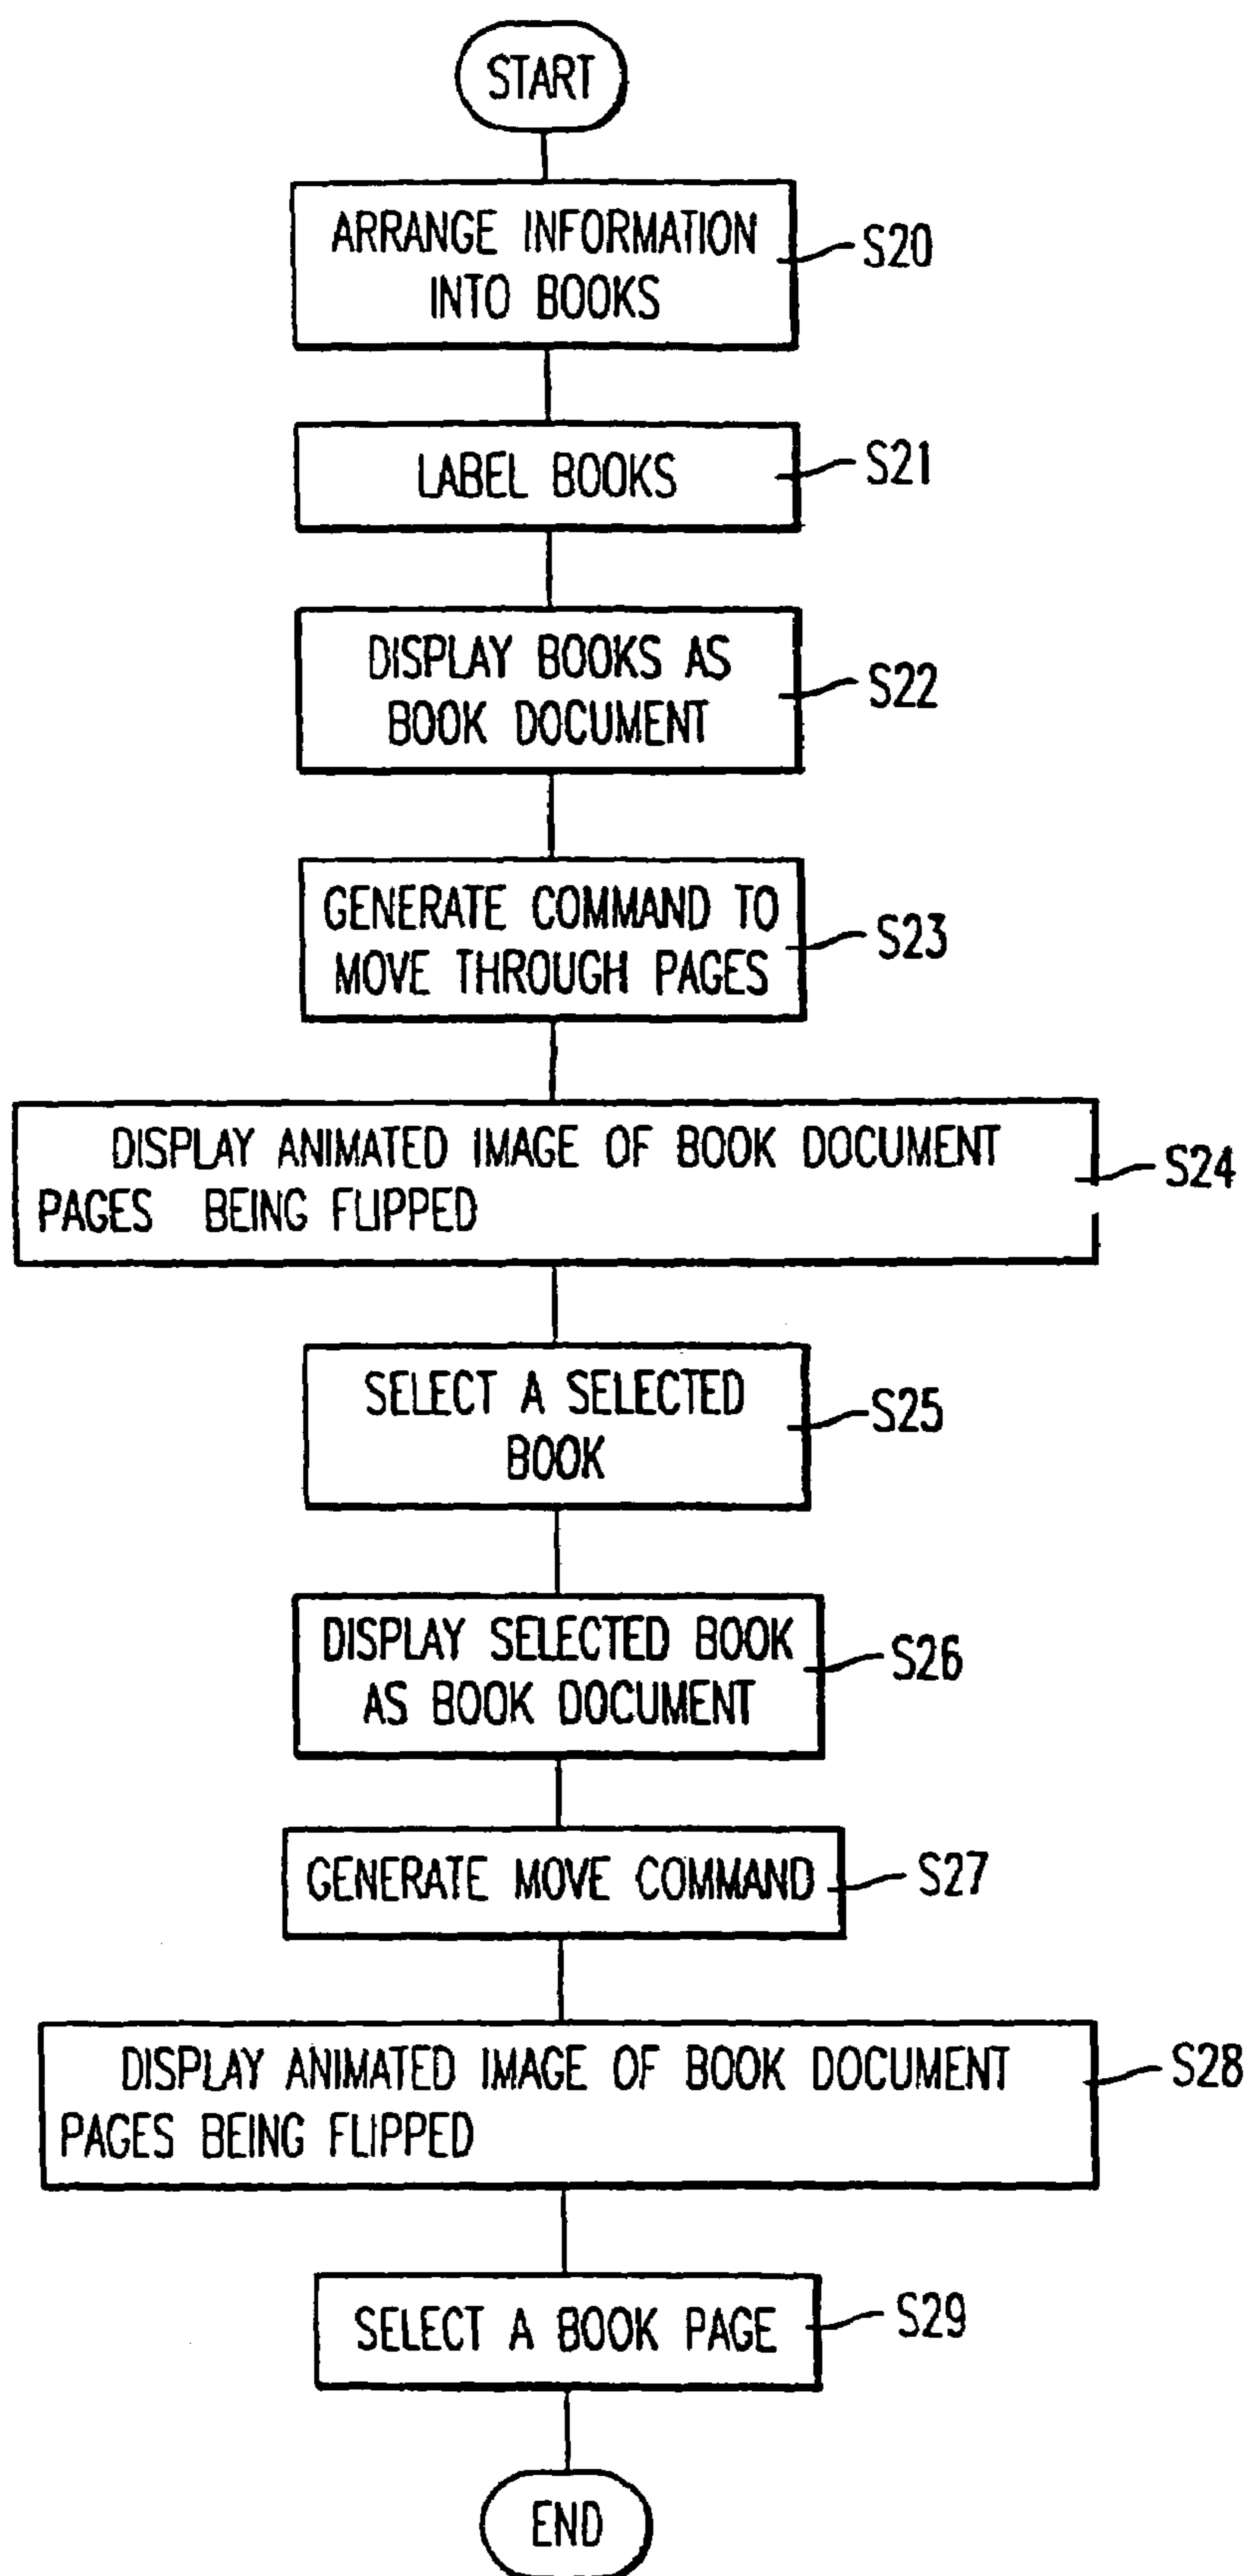 START
ARRANGE INFORMATION
INTO BOOKS
S20
LABEL BOOKS
S21
DISPLAY BOOKS AS
BOOK DOCUMENT
S22
GENERATE COMMAND TO
MOVE THROUGH PAGES
S23
DISPLAY ANIMATED IMAGE OF BOOK DOCUMENT
PAGES BEING FLIPPED
S24
SELECT A SELECTED
BOOK
S25
DISPLAY SELECTED BOOK
AS BOOK DOCUMENT
S26
GENERATE MOVE COMMAND
S27
DISPLAY ANIMATED IMAGE OF BOOK DOCUMENT
PAGES BEING FLIPPED
S28
SELECT A BOOK PAGE
S29
END